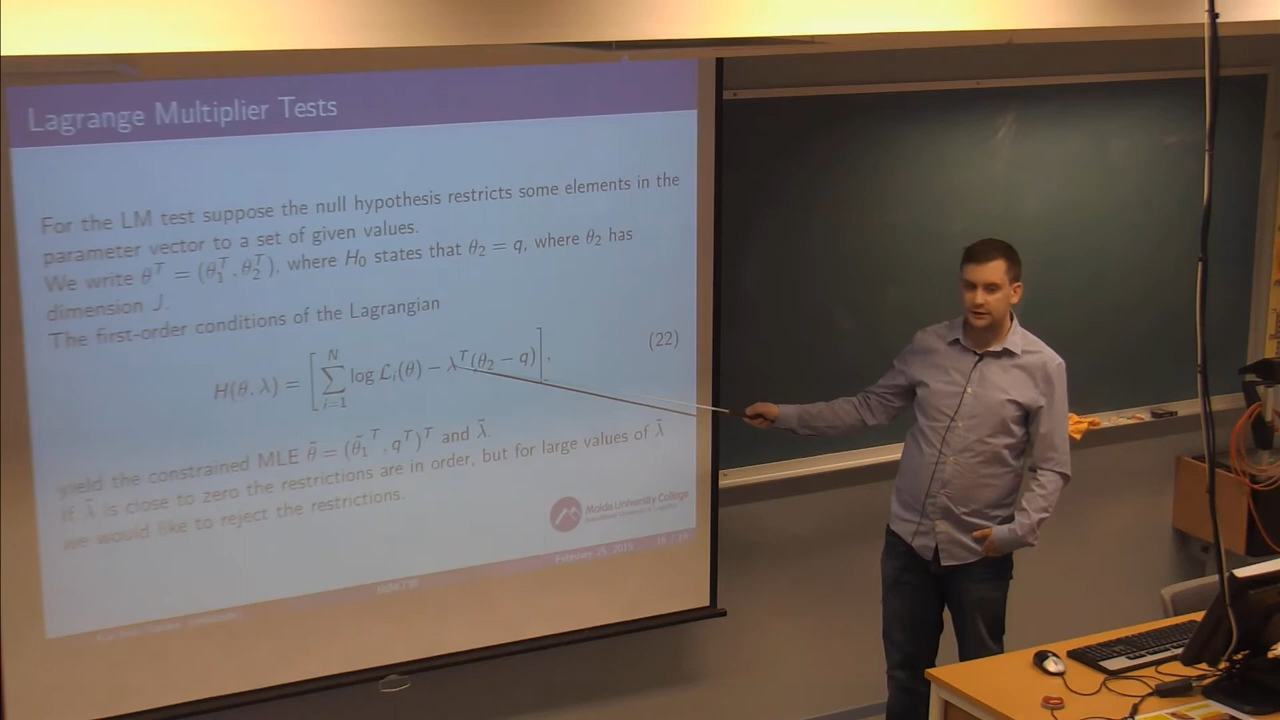 Lagrange Multiplier Tests
For the LM test suppose the null hypothesis restricts some elements in the
parameter vector to a set of given values.
We write θ^T = (θ_1^T, θ_2^T), where H_0 states that θ_2 = q, where θ_2 has
dimension J.
The first-order conditions of the Lagrangian
H(θ, λ) = [ ∑_{i=1}^{N} log ℒ_i(θ) − λ^T(θ_2 − q) ], (22)
yield the constrained MLE θ̃ = (θ̃_1^T, q^T)^T and λ̃.
If λ̃ is close to zero the restrictions are in order, but for large values of λ̃
we would like to reject the restrictions.
Molde University College
February 25, 2015